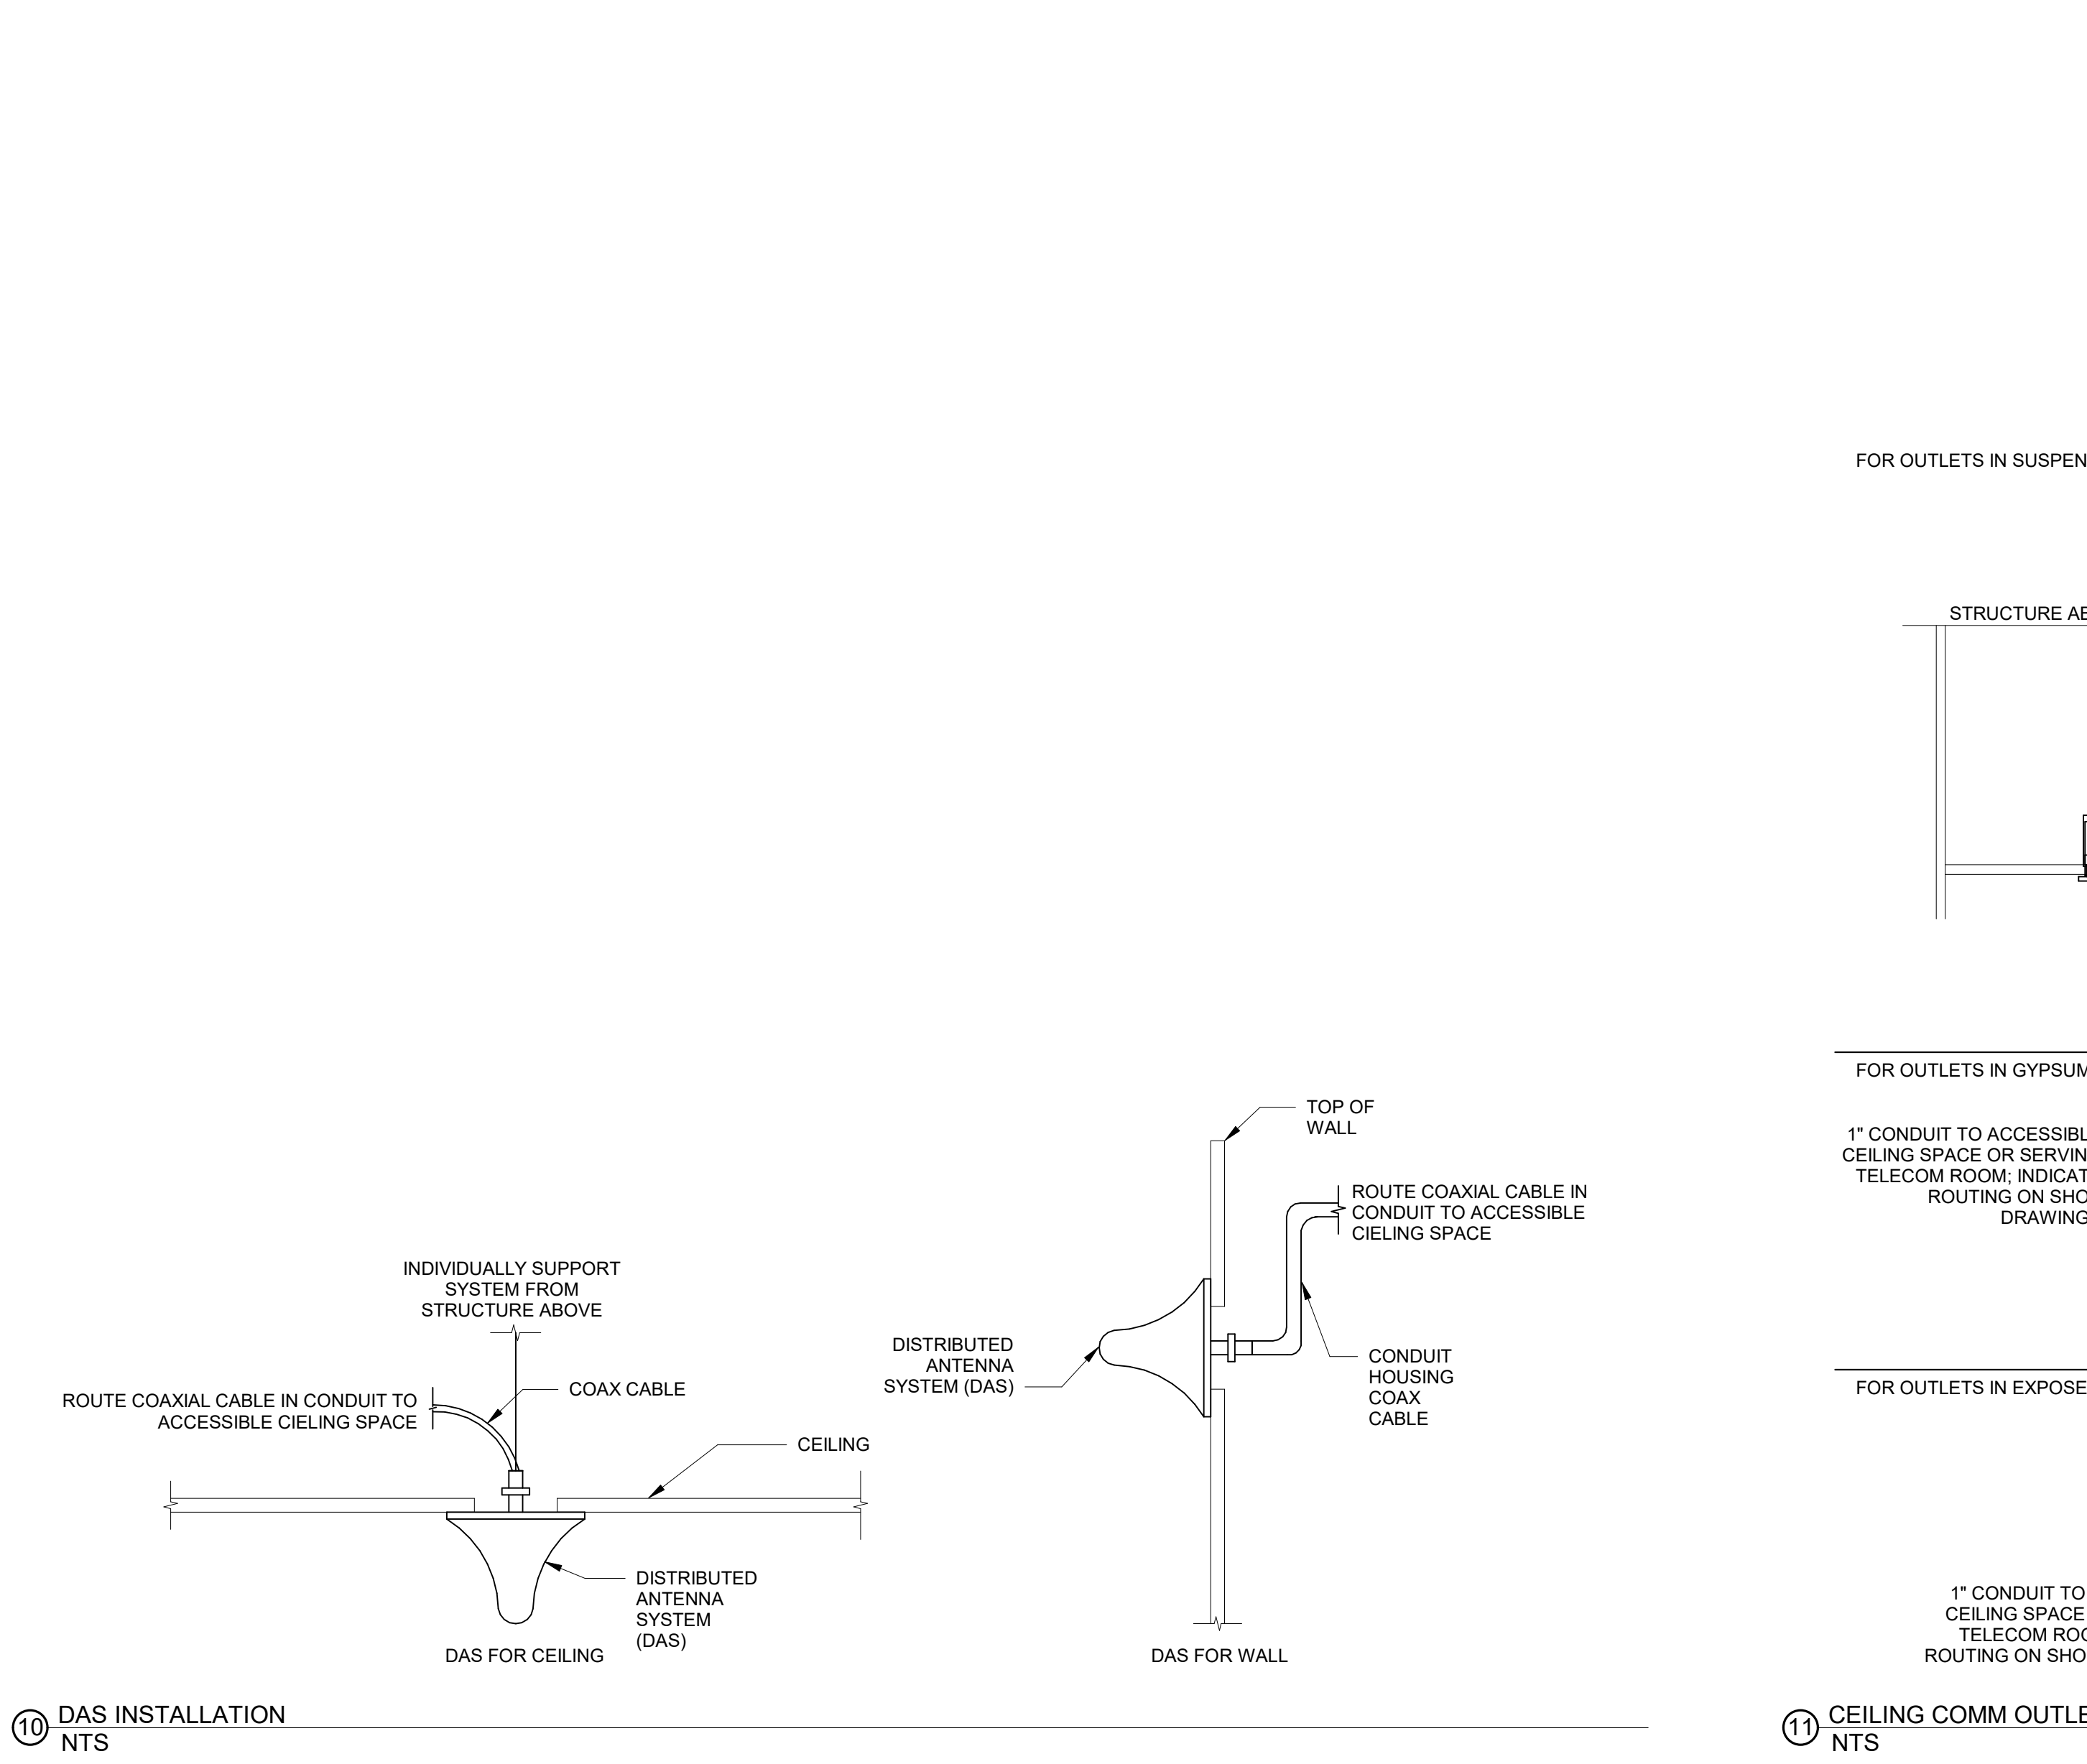 INDIVIDUALLY SUPPORT
SYSTEM FROM
STRUCTURE ABOVE
ROUTE COAXIAL CABLE IN CONDUIT TO
ACCESSIBLE CIELING SPACE
COAX CABLE
CEILING
DISTRIBUTED
ANTENNA
SYSTEM
(DAS)
DAS FOR CEILING
TOP OF
WALL
ROUTE COAXIAL CABLE IN
CONDUIT TO ACCESSIBLE
CIELING SPACE
DISTRIBUTED
ANTENNA
SYSTEM (DAS)
CONDUIT
HOUSING
COAX
CABLE
DAS FOR WALL
10 DAS INSTALLATION
NTS
FOR OUTLETS IN SUSPEN
STRUCTURE AB
FOR OUTLETS IN GYPSUM
1" CONDUIT TO ACCESSIBL
CEILING SPACE OR SERVIN
TELECOM ROOM; INDICAT
ROUTING ON SHO
DRAWING
FOR OUTLETS IN EXPOSE
1" CONDUIT TO
CEILING SPACE
TELECOM ROO
ROUTING ON SHO
11 CEILING COMM OUTLE
NTS